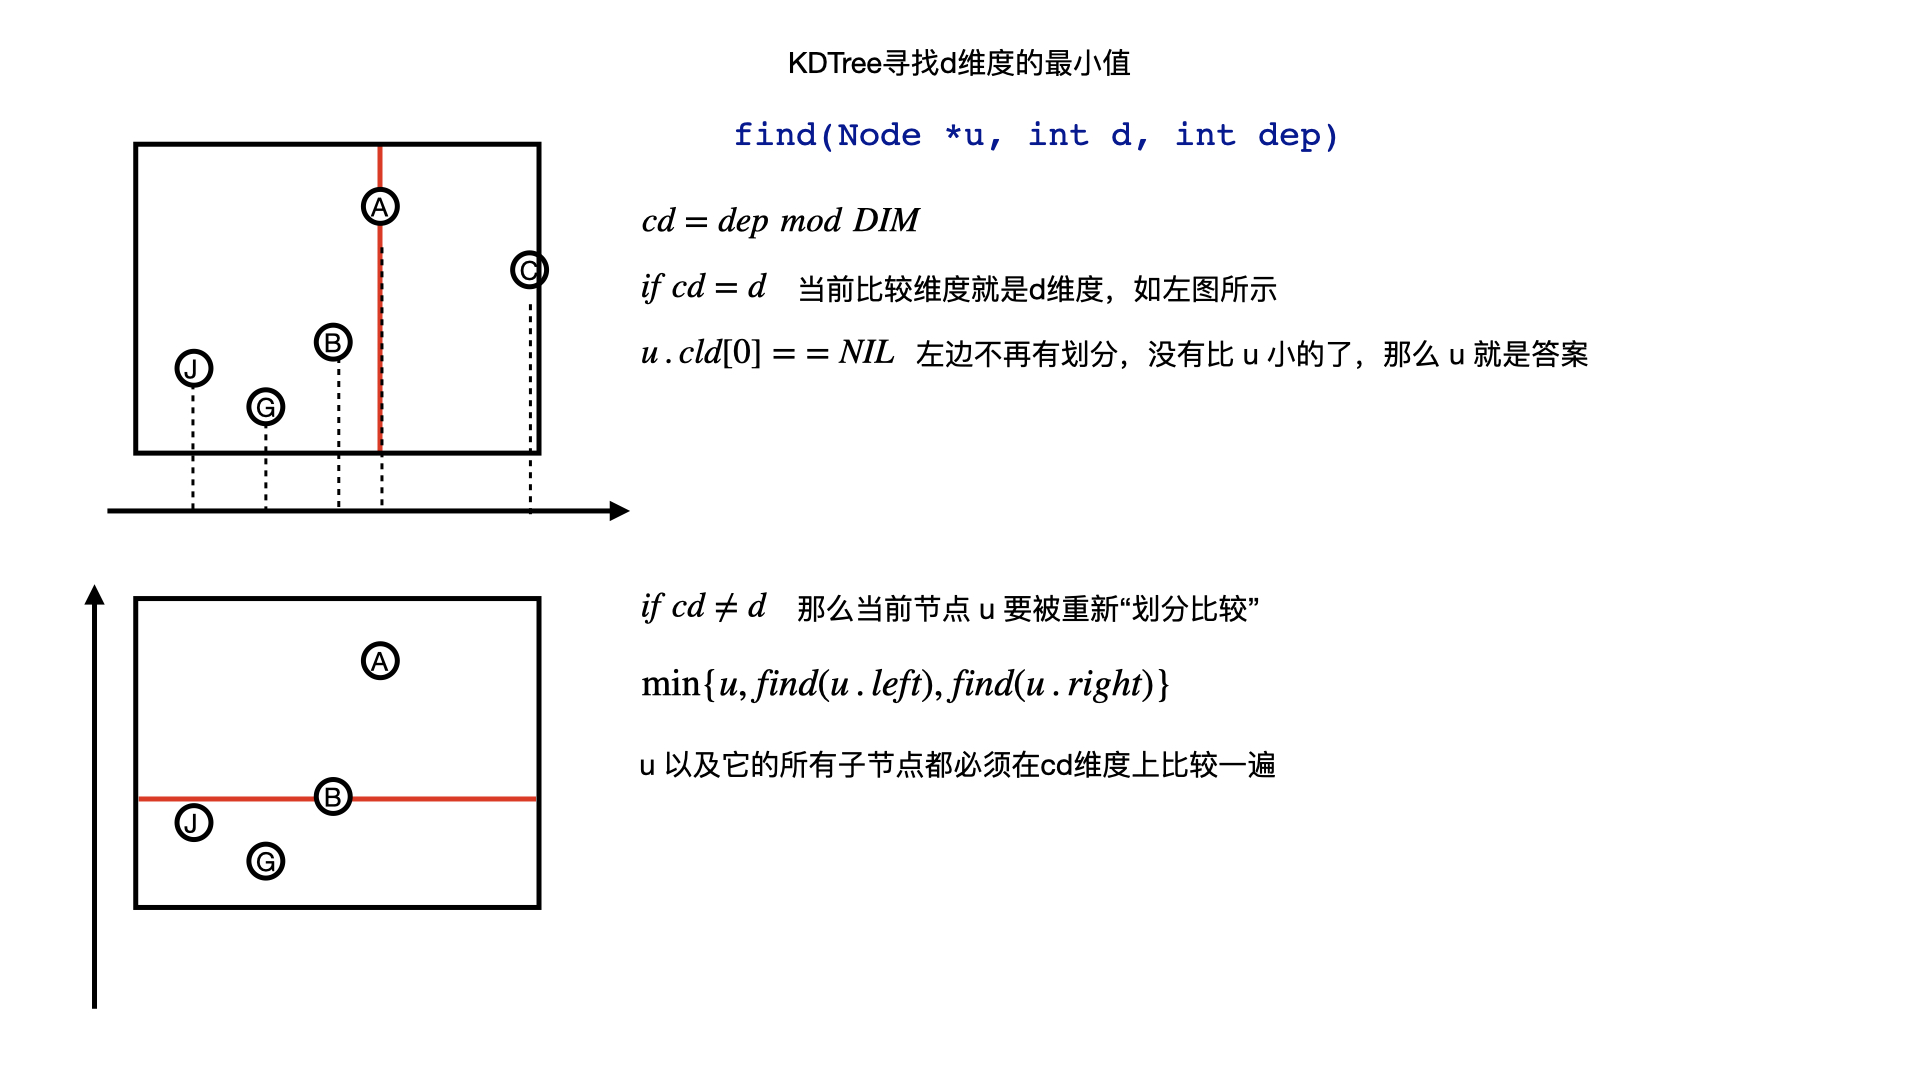 KDTree寻找d维度的最小值
find(Node *u, int d, int dep)
cd = dep mod DIM
if cd = d 当前比较维度就是d维度，如左图所示
u . cld[0] = = NIL 左边不再有划分，没有比 u 小的了，那么 u 就是答案
A
C
B
J
G
if cd ≠ d 那么当前节点 u 要被重新“划分比较”
min{u, find(u . left), find(u . right)}
u 以及它的所有子节点都必须在cd维度上比较一遍
A
B
J
G